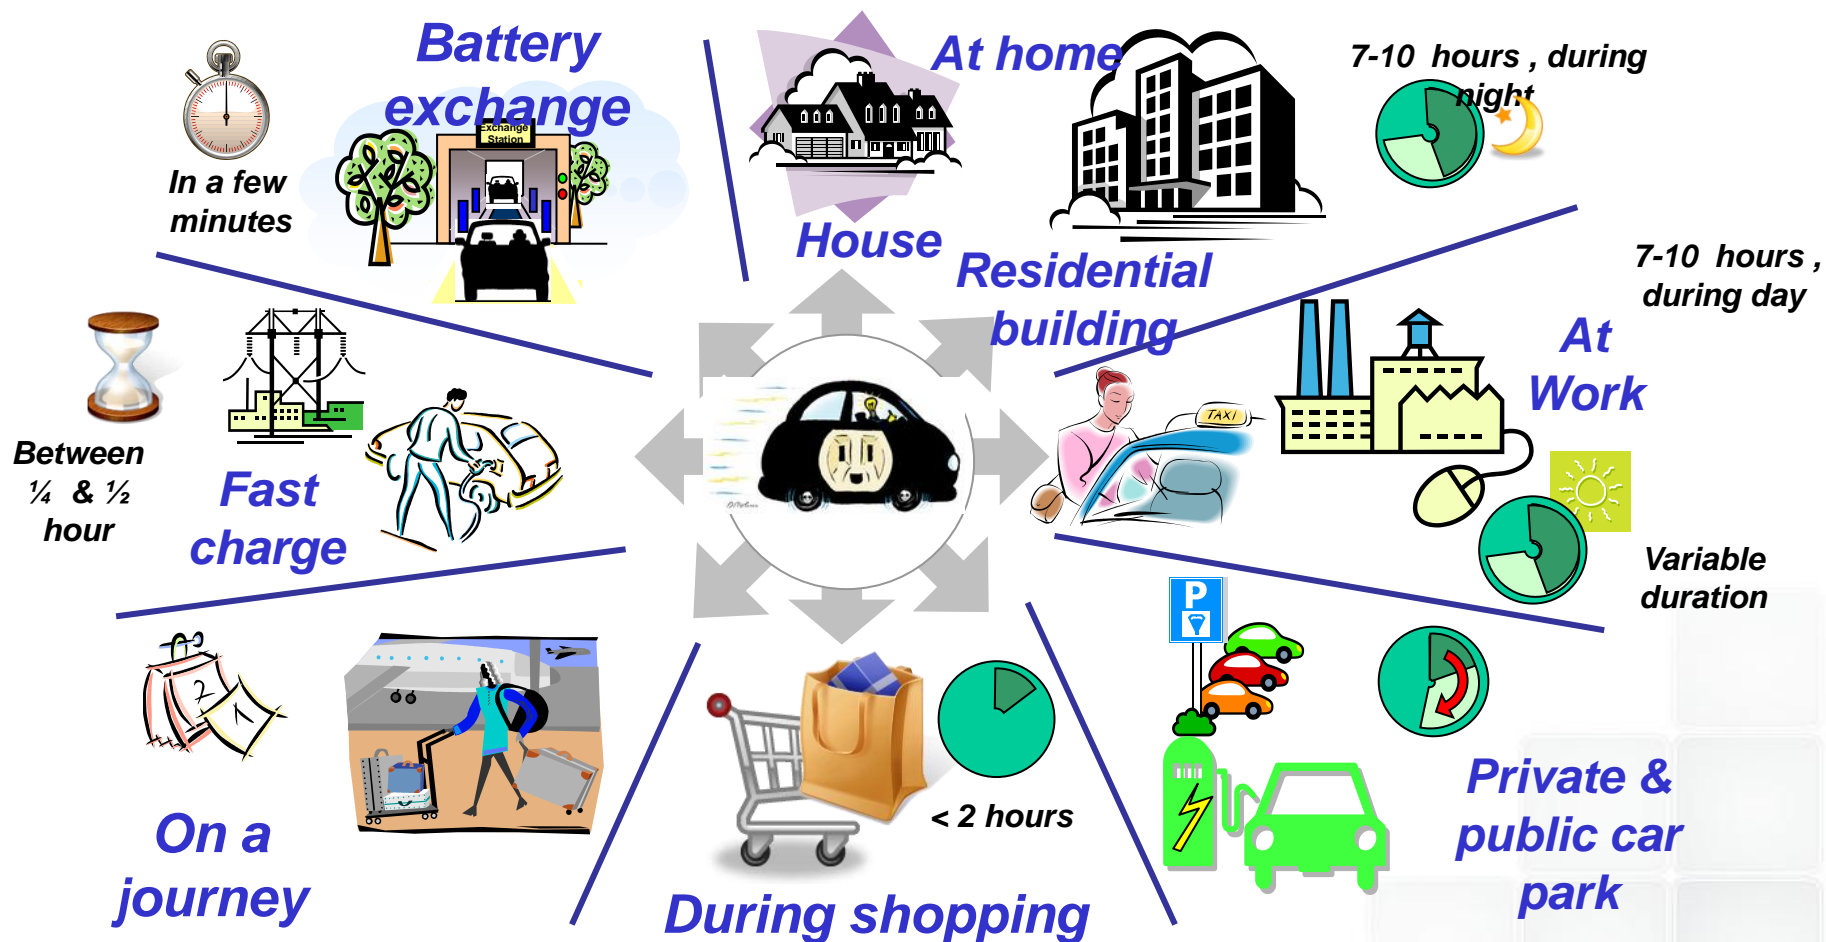 Battery
exchange
Exchange
Station
In a few
minutes
At home
House
Residential
building
7-10 hours , during
night
7-10 hours ,
during day
At
Work
TAXI
Between
¼ & ½
hour
Fast
charge
Variable
duration
P
2
1
On a
journey
< 2 hours
During shopping
Private &
public car
park